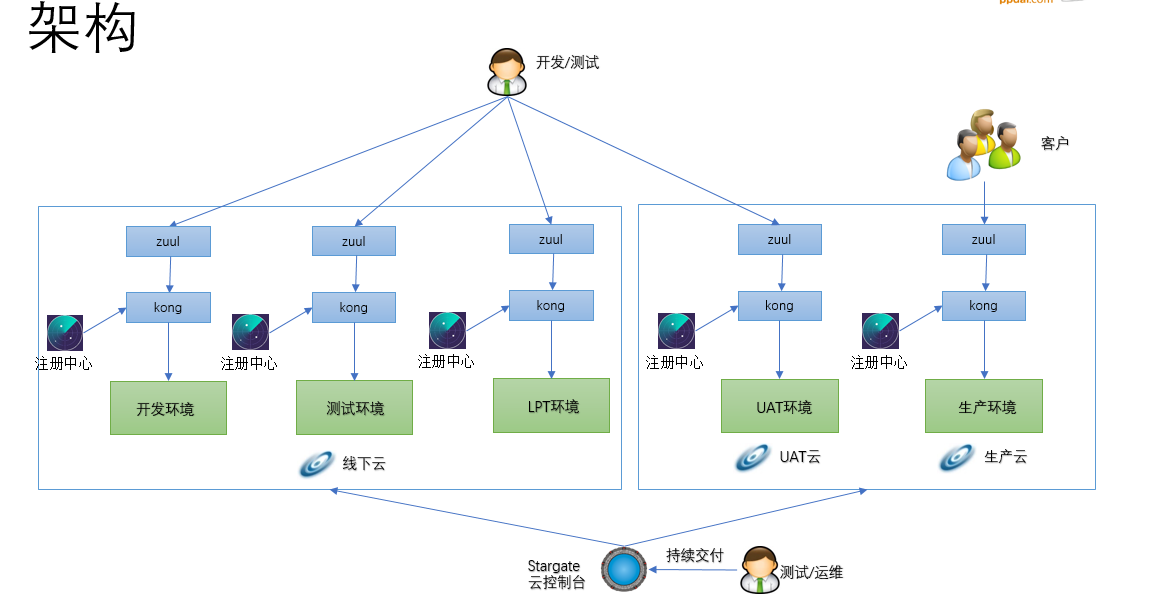 架构
ppdai.com
开发/测试
客户
zuul
zuul
zuul
zuul
zuul
kong
kong
kong
kong
kong
注册中心
注册中心
注册中心
注册中心
注册中心
开发环境
测试环境
LPT环境
UAT环境
生产环境
线下云
UAT云
生产云
Stargate
云控制台
持续交付
测试/运维